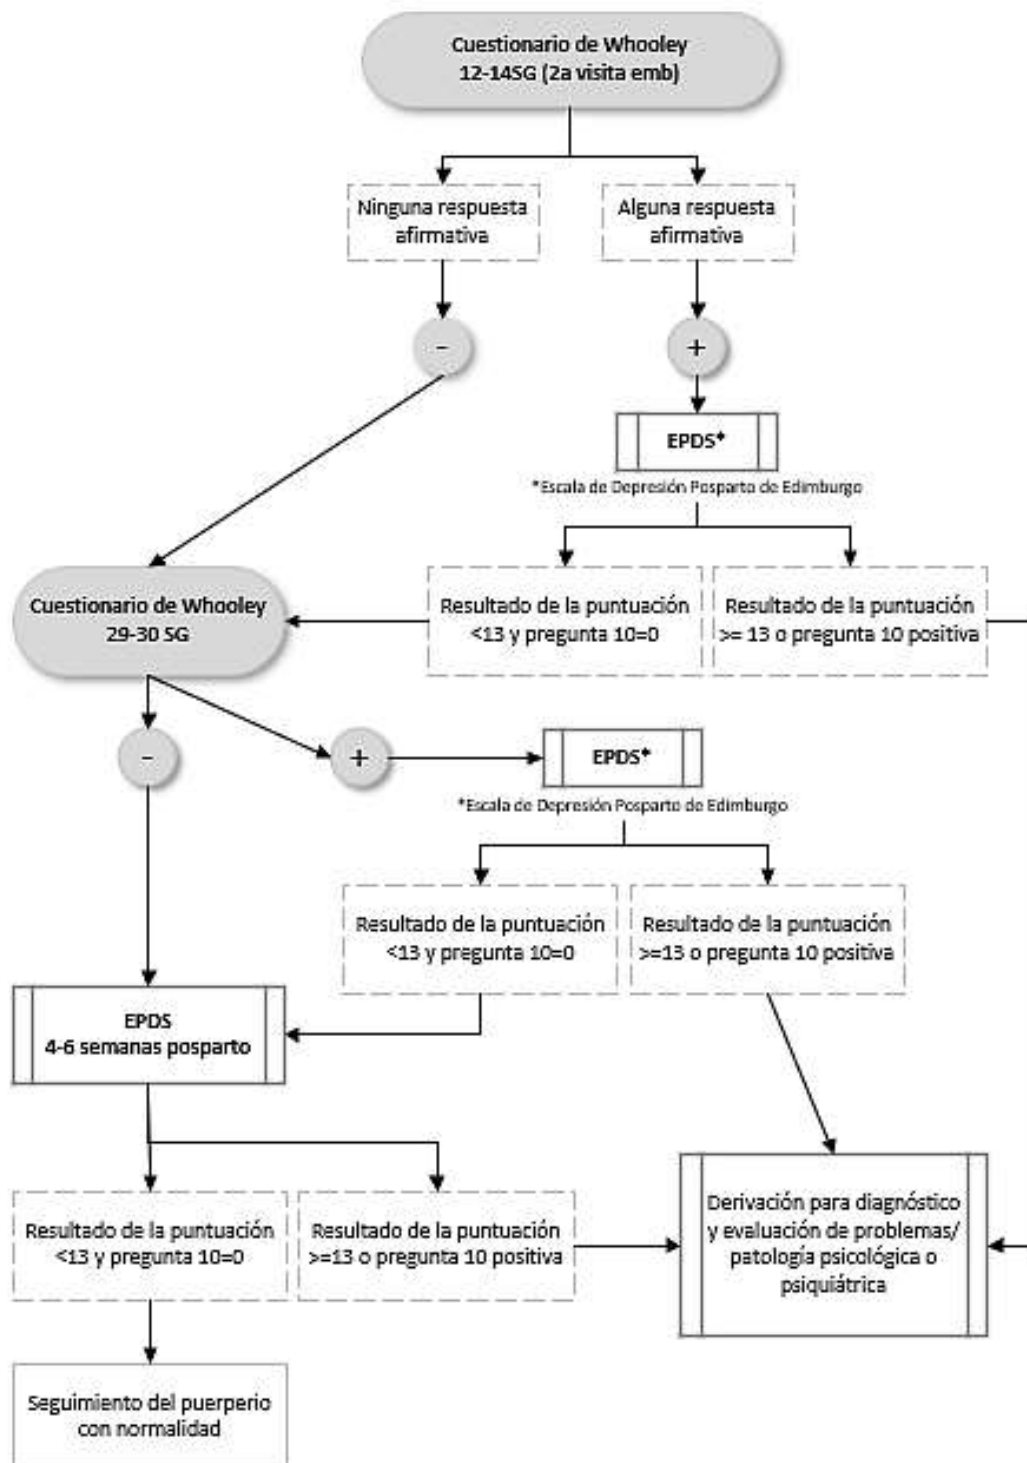 Cuestionario de Whooley
12-14SG (2a visita emb)
Ninguna respuesta
afirmativa
Alguna respuesta
afirmativa
-
+
EPDS*
*Escala de Depresión Posparto de Edimburgo
Cuestionario de Whooley
29-30 SG
Resultado de la puntuación
<13 y pregunta 10=0
Resultado de la puntuación
>= 13 o pregunta 10 positiva
-
+
EPDS*
*Escala de Depresión Posparto de Edimburgo
Resultado de la puntuación
<13 y pregunta 10=0
Resultado de la puntuación
>=13 o pregunta 10 positiva
EPDS
4-6 semanas posparto
Resultado de la puntuación
<13 y pregunta 10=0
Resultado de la puntuación
>=13 o pregunta 10 positiva
Derivación para diagnóstico
y evaluación de problemas/
patología psicológica o
psiquiátrica
Seguimiento del puerperio
con normalidad